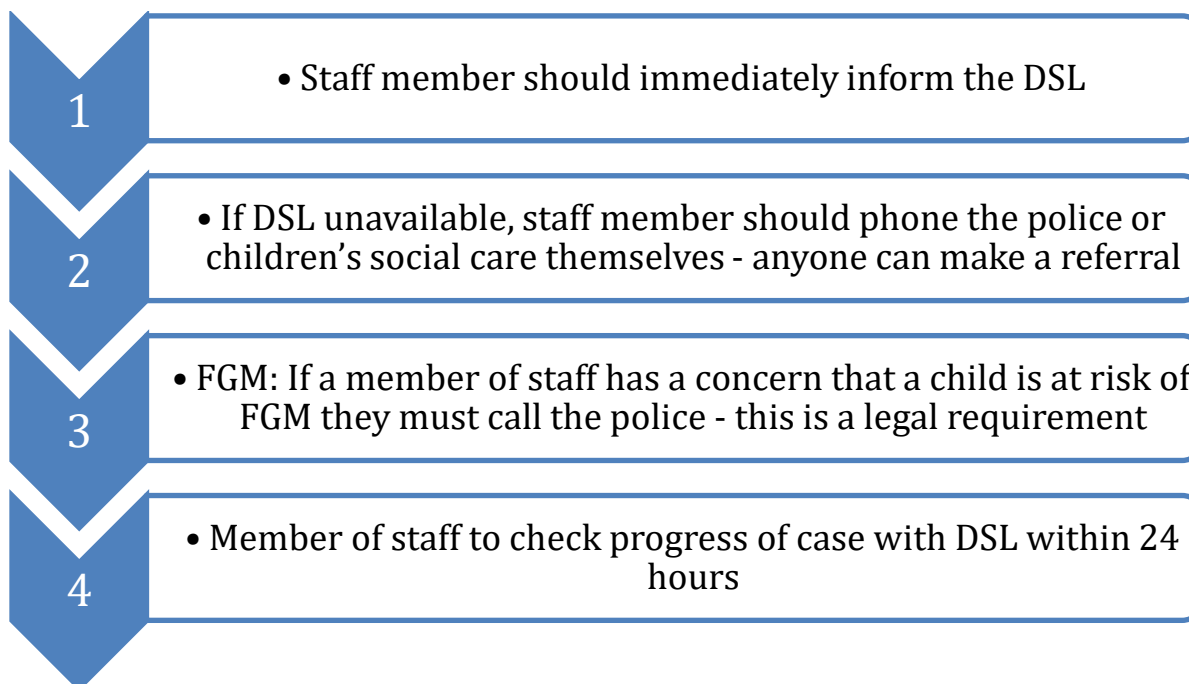 1
• Staff member should immediately inform the DSL
2
• If DSL unavailable, staff member should phone the police or
children’s social care themselves - anyone can make a referral
3
• FGM: If a member of staff has a concern that a child is at risk of
FGM they must call the police - this is a legal requirement
4
• Member of staff to check progress of case with DSL within 24
hours